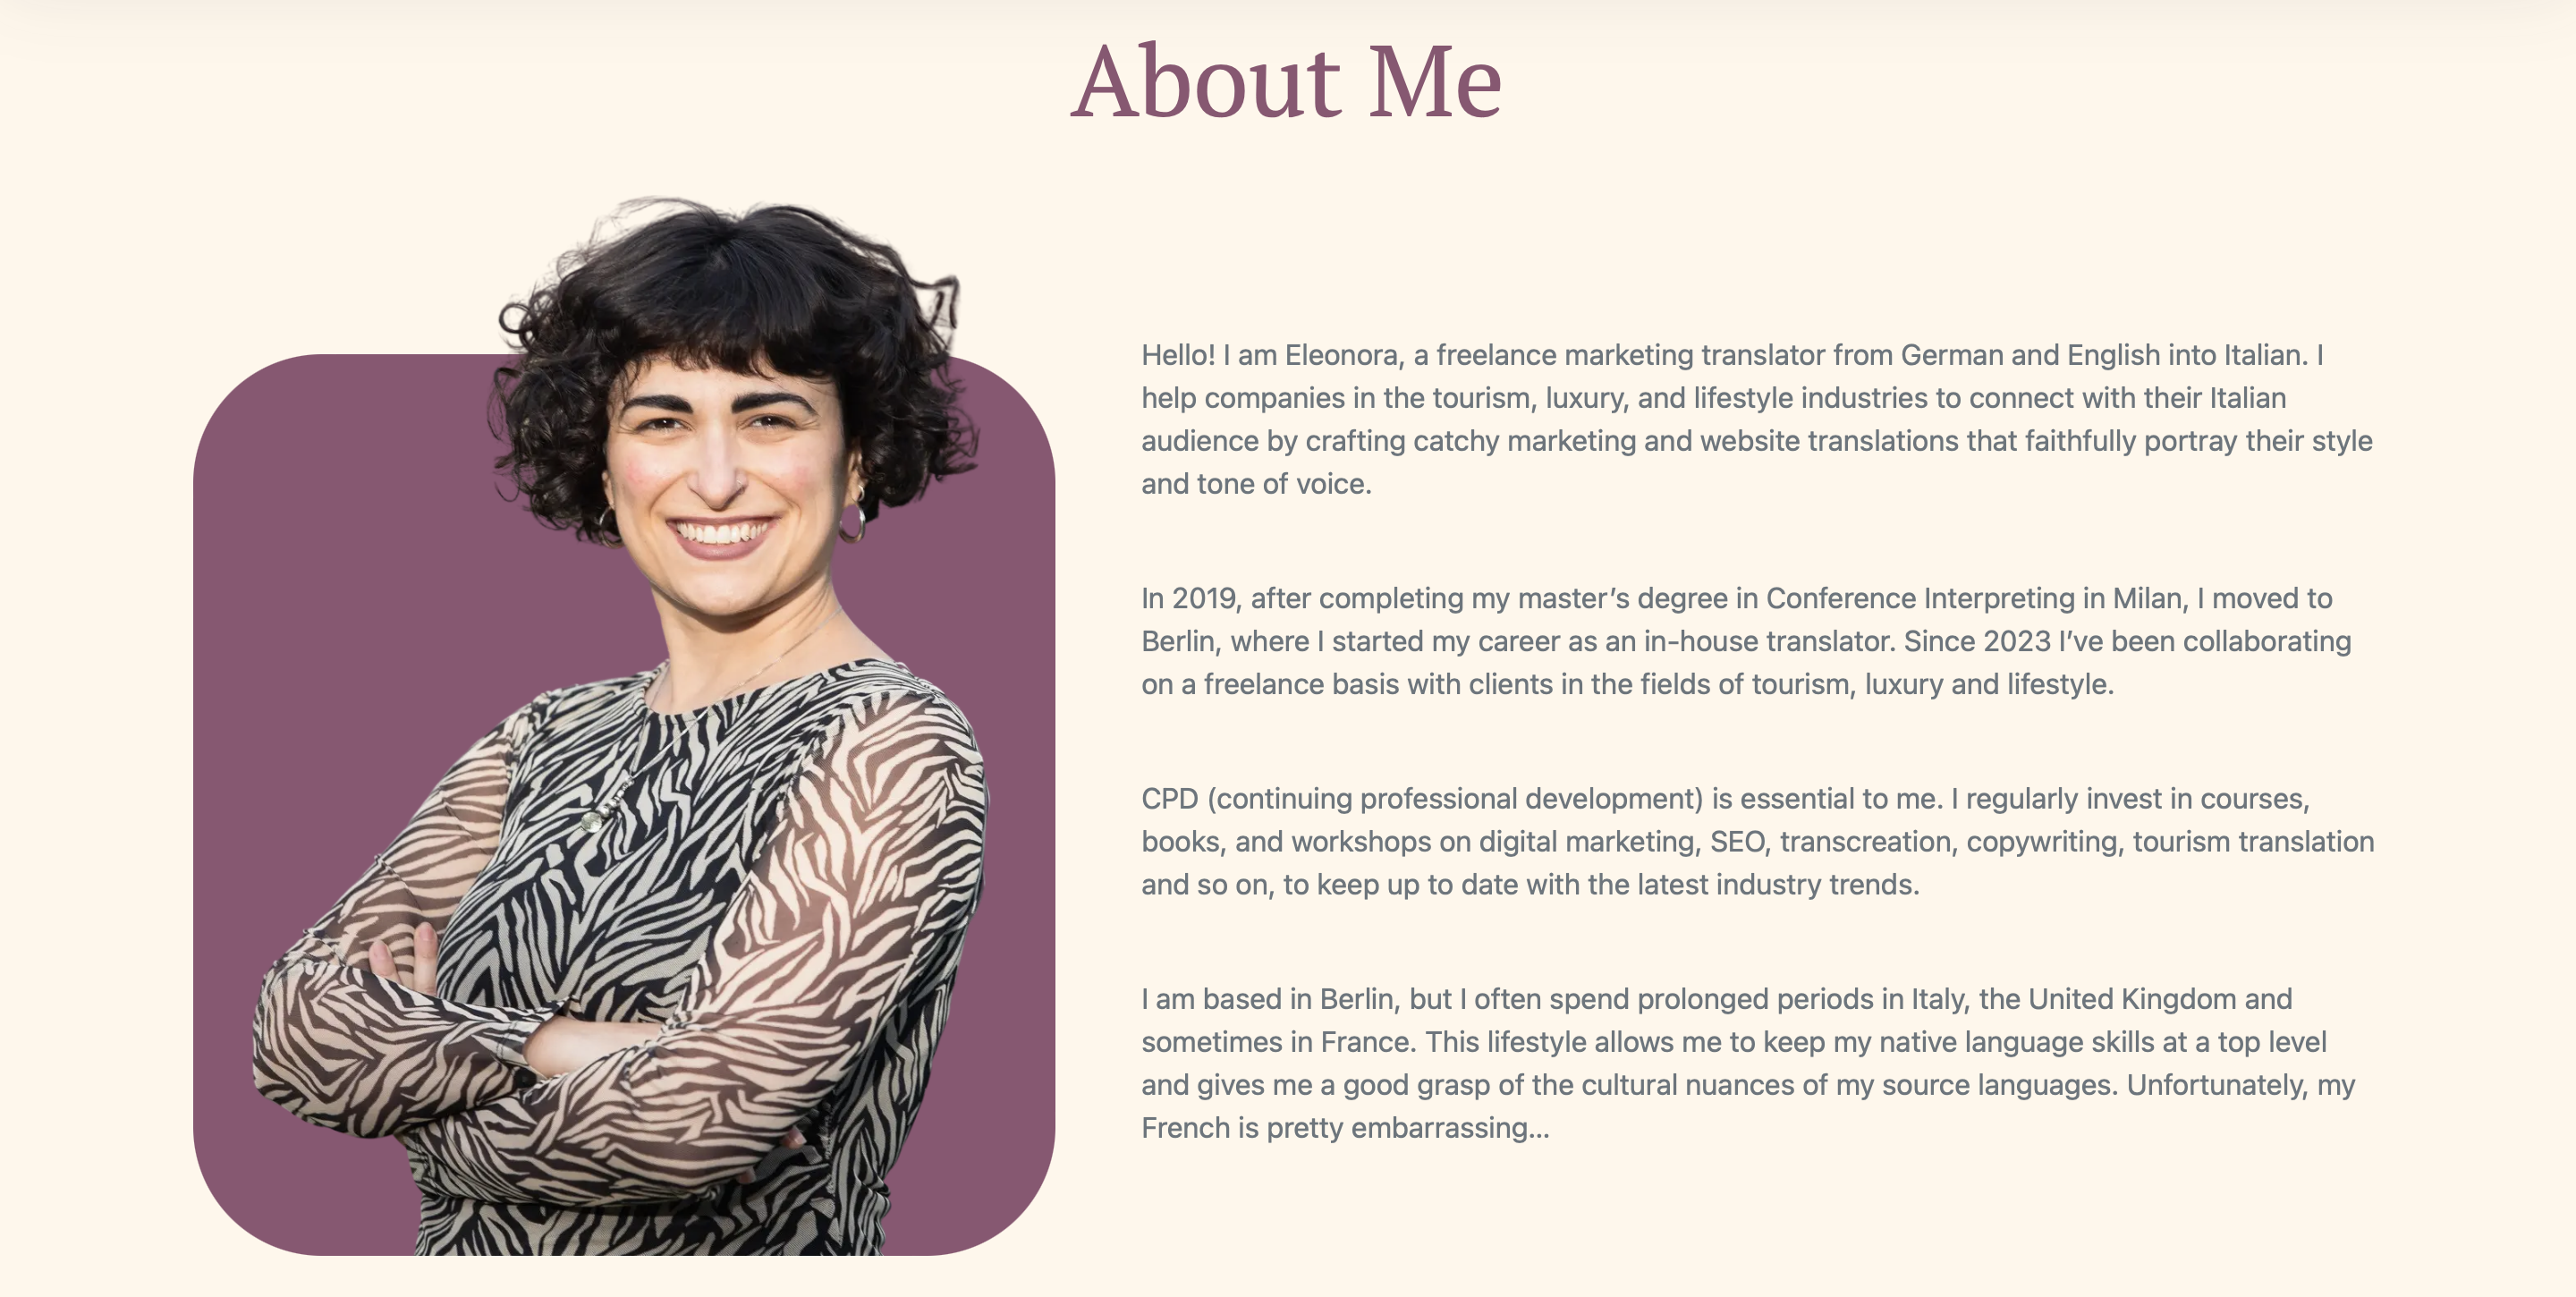 About Me
Hello! I am Eleonora, a freelance marketing translator from German and English into Italian. I
help companies in the tourism, luxury, and lifestyle industries to connect with their Italian
audience by crafting catchy marketing and website translations that faithfully portray their style
and tone of voice.
In 2019, after completing my master’s degree in Conference Interpreting in Milan, I moved to
Berlin, where I started my career as an in-house translator. Since 2023 I’ve been collaborating
on a freelance basis with clients in the fields of tourism, luxury and lifestyle.
CPD (continuing professional development) is essential to me. I regularly invest in courses,
books, and workshops on digital marketing, SEO, transcreation, copywriting, tourism translation
and so on, to keep up to date with the latest industry trends.
I am based in Berlin, but I often spend prolonged periods in Italy, the United Kingdom and
sometimes in France. This lifestyle allows me to keep my native language skills at a top level
and gives me a good grasp of the cultural nuances of my source languages. Unfortunately, my
French is pretty embarrassing...